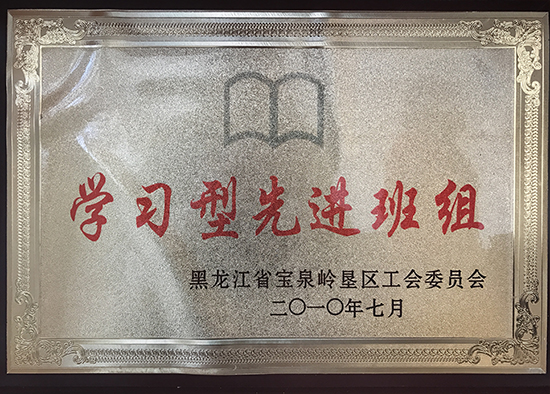 学习型先进班组
黑龙江省宝泉岭垦区工会委员会
二〇一〇年七月